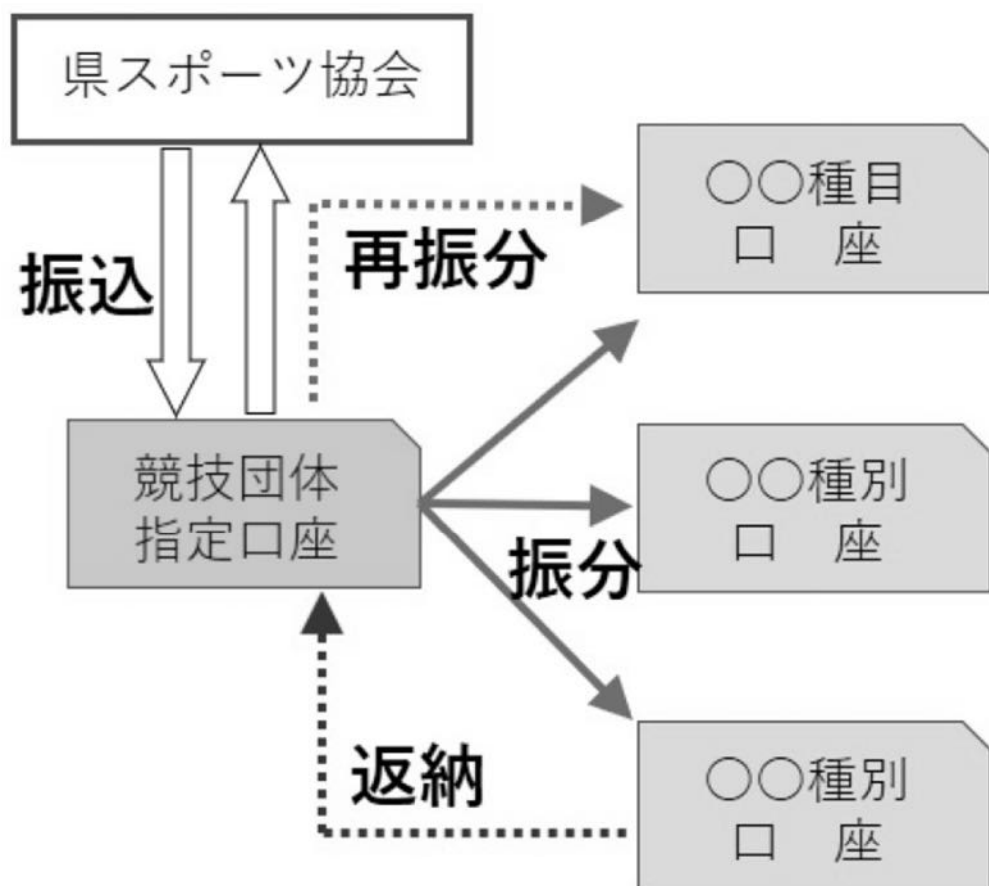 県スポーツ協会
○○種目
口　座
振込
再振分
競技団体
指定口座
○○種別
口　座
振分
返納
○○種別
口　座